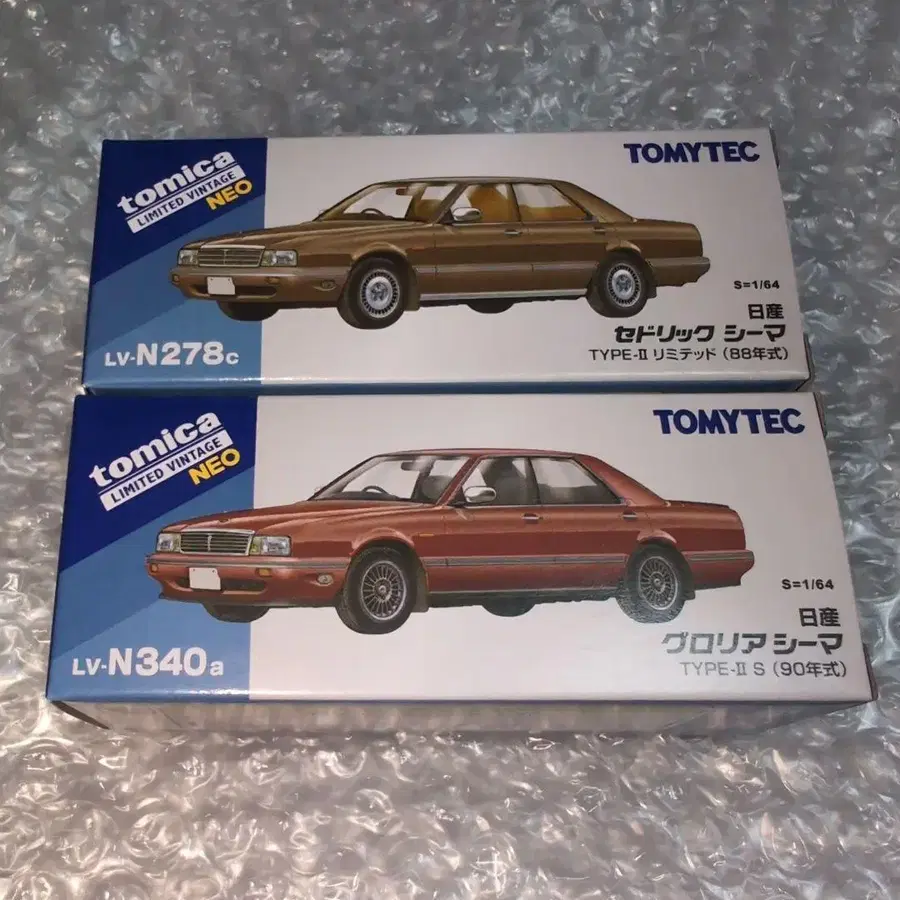 tomica
LIMITED VINTAGE
NEO
TOMYTEC
S=1/64
日産
セドリック シーマ
TYPE-II リミテッド (88年式)
LV-N278c
tomica
LIMITED VINTAGE
NEO
TOMYTEC
S=1/64
日産
グロリア シーマ
TYPE-II S (90年式)
LV-N340a